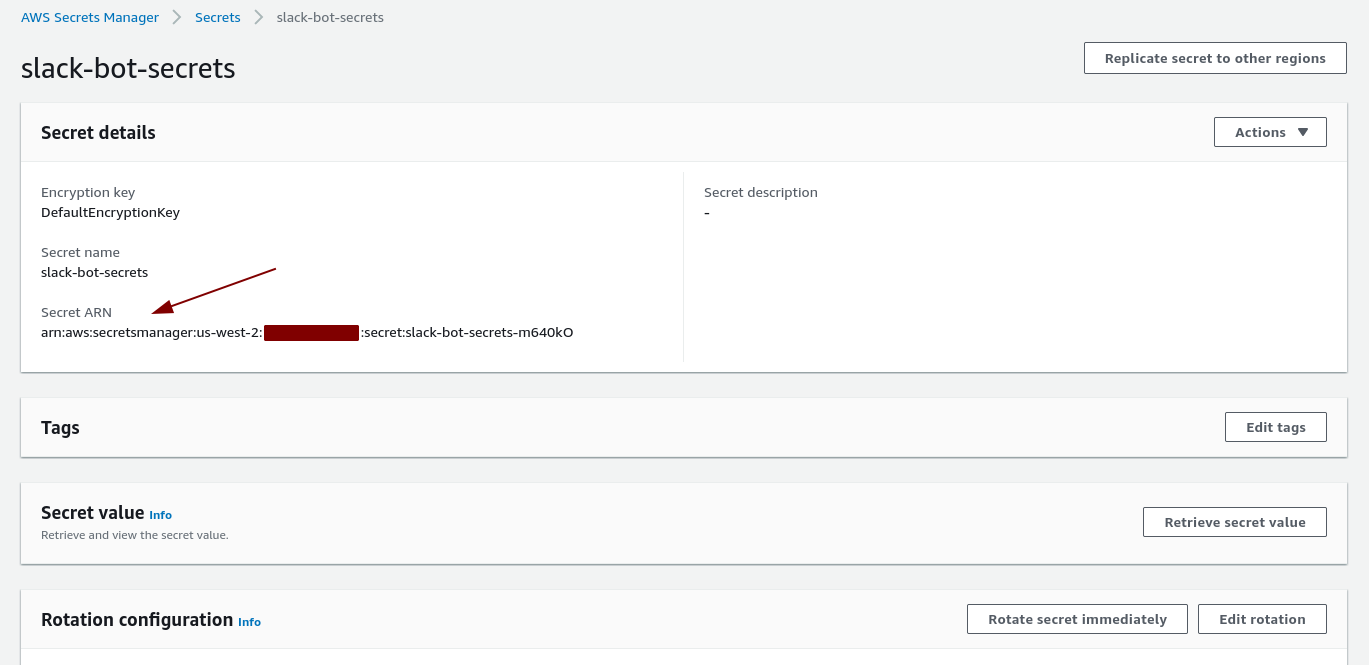 AWS Secrets Manager > Secrets > slack-bot-secrets
slack-bot-secrets
Replicate secret to other regions
Secret details
Actions
Encryption key
DefaultEncryptionKey
Secret description
-
Secret name
slack-bot-secrets
Secret ARN
arn:aws:secretsmanager:us-west-2: :secret:slack-bot-secrets-m640kO
Tags
Edit tags
Secret value Info
Retrieve and view the secret value.
Retrieve secret value
Rotation configuration Info
Rotate secret immediately
Edit rotation